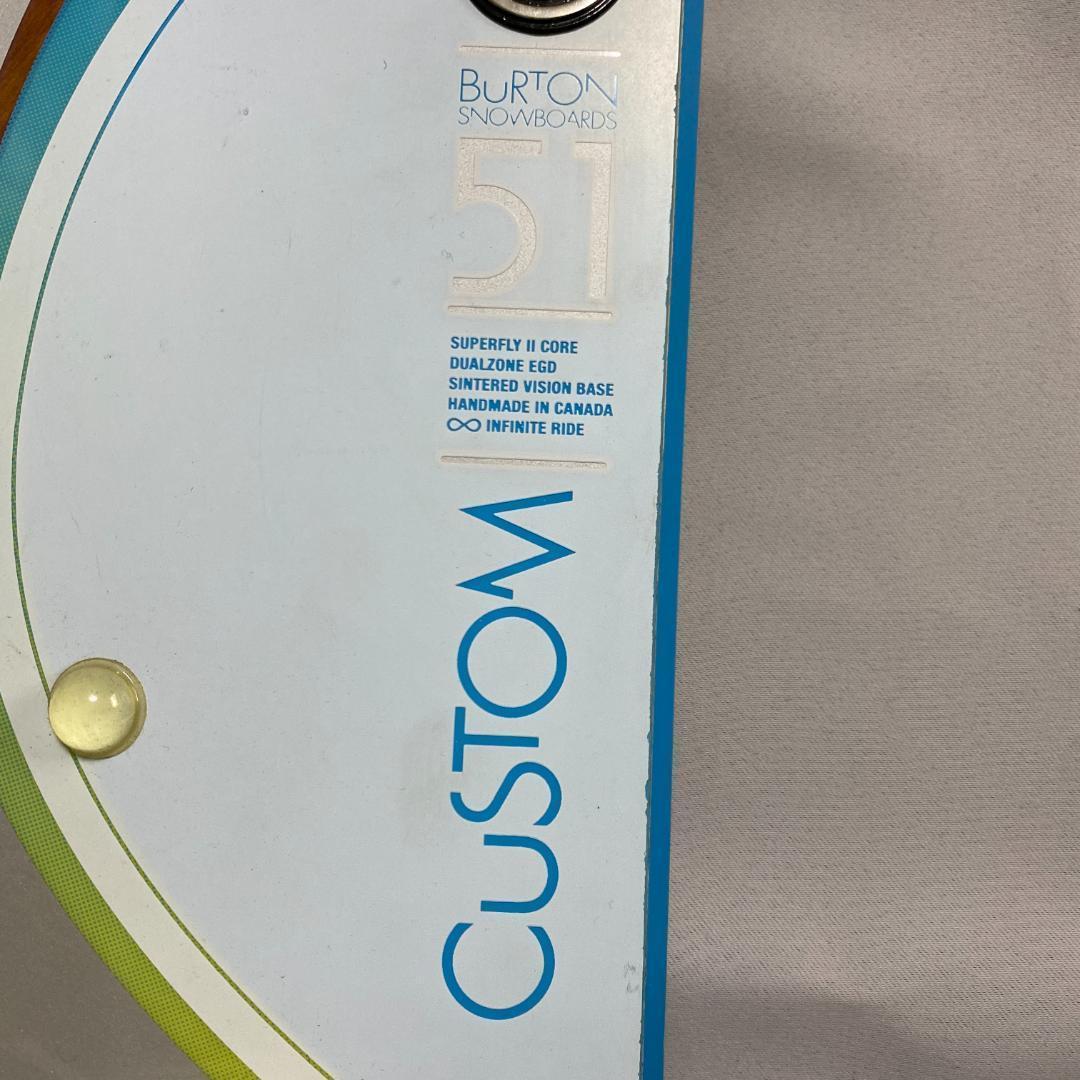 BURTON
SNOWBOARDS
51
SUPERFLY II CORE
DUALZONE EGD
SINTERED VISION BASE
HANDMADE IN CANADA
∞ INFINITE RIDE
CuSTOM